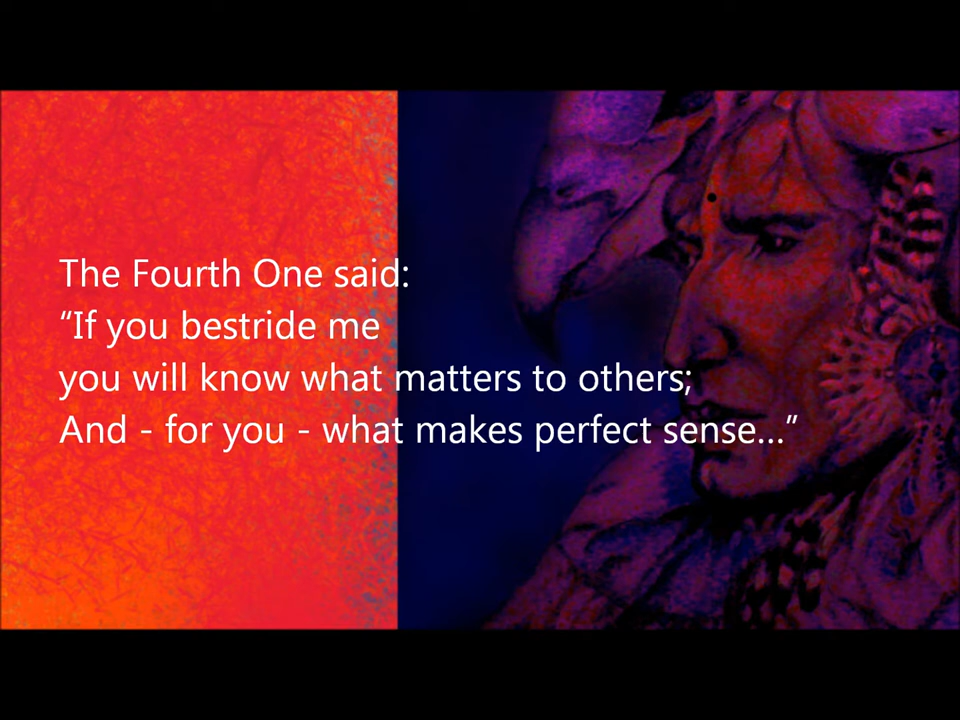 The Fourth One said:
“If you bestride me
you will know what matters to others;
And - for you - what makes perfect sense...”